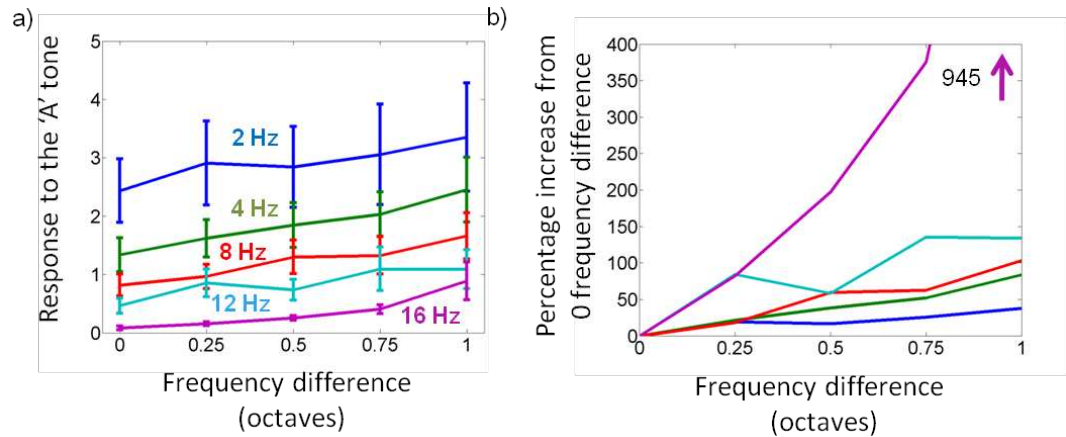 a)
Response to the 'A' tone
5
4
3
2
1
0
2 Hz
4 Hz
8 Hz
12 Hz
16 Hz
0 0.25 0.5 0.75 1
Frequency difference
(octaves)
b)
Percentage increase from
0 frequency difference
400
350
300
250
200
150
100
50
0
945
0 0.25 0.5 0.75 1
Frequency difference
(octaves)